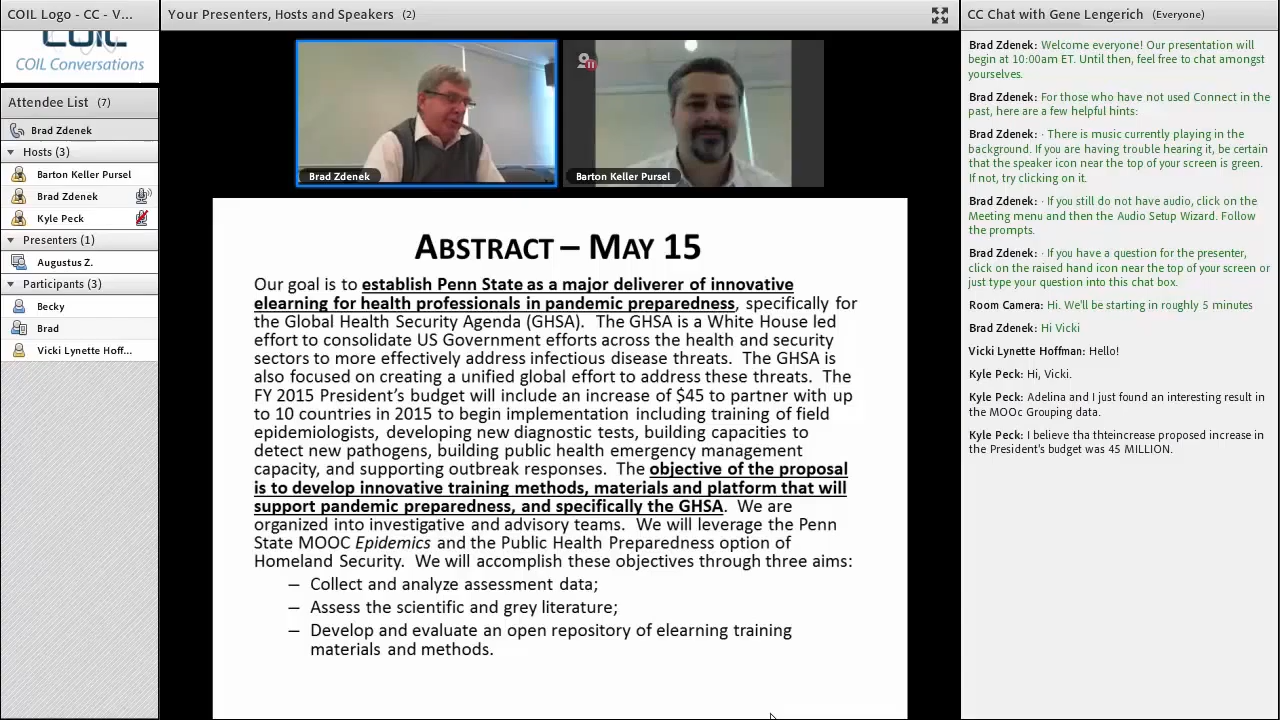 COIL Logo - CC - V...
COIL
COIL Conversations
Attendee List (7)
Brad Zdenek
Hosts (3)
Barton Keller Pursel
Brad Zdenek
Kyle Peck
Presenters (1)
Augustus Z.
Participants (3)
Becky
Brad
Vicki Lynette Hoff...
Your Presenters, Hosts and Speakers (2)
Brad Zdenek
Barton Keller Pursel
ABSTRACT – MAY 15
Our goal is to establish Penn State as a major deliverer of innovative
elearning for health professionals in pandemic preparedness, specifically for
the Global Health Security Agenda (GHSA). The GHSA is a White House led
effort to consolidate US Government efforts across the health and security
sectors to more effectively address infectious disease threats. The GHSA is
also focused on creating a unified global effort to address these threats. The
FY 2015 President's budget will include an increase of $45 to partner with up
to 10 countries in 2015 to begin implementation including training of field
epidemiologists, developing new diagnostic tests, building capacities to
detect new pathogens, building public health emergency management
capacity, and supporting outbreak responses. The objective of the proposal
is to develop innovative training methods, materials and platform that will
support pandemic preparedness, and specifically the GHSA. We are
organized into investigative and advisory teams. We will leverage the Penn
State MOOC Epidemics and the Public Health Preparedness option of
Homeland Security. We will accomplish these objectives through three aims:
– Collect and analyze assessment data;
– Assess the scientific and grey literature;
– Develop and evaluate an open repository of elearning training
materials and methods.
CC Chat with Gene Lengerich (Everyone)
Brad Zdenek: Welcome everyone! Our presentation will
begin at 10:00am ET. Until then, feel free to chat amongst
yourselves.
Brad Zdenek: For those who have not used Connect in the
past, here are a few helpful hints:
Brad Zdenek: · There is music currently playing in the
background. If you are having trouble hearing it, be certain
that the speaker icon near the top of your screen is green.
If not, try clicking on it.
Brad Zdenek: · If you still do not have audio, click on the
Meeting menu and then the Audio Setup Wizard. Follow
the prompts.
Brad Zdenek: · If you have a question for the presenter,
click on the raised hand icon near the top of your screen or
just type your question into this chat box.
Room Camera: Hi. We'll be starting in roughly 5 minutes
Brad Zdenek: Hi Vicki
Vicki Lynette Hoffman: Hello!
Kyle Peck: Hi, Vicki.
Kyle Peck: Adelina and I just found an interesting result in
the MOOc Grouping data.
Kyle Peck: I believe tha thteincrease proposed increase in
the President's budget was 45 MILLION.